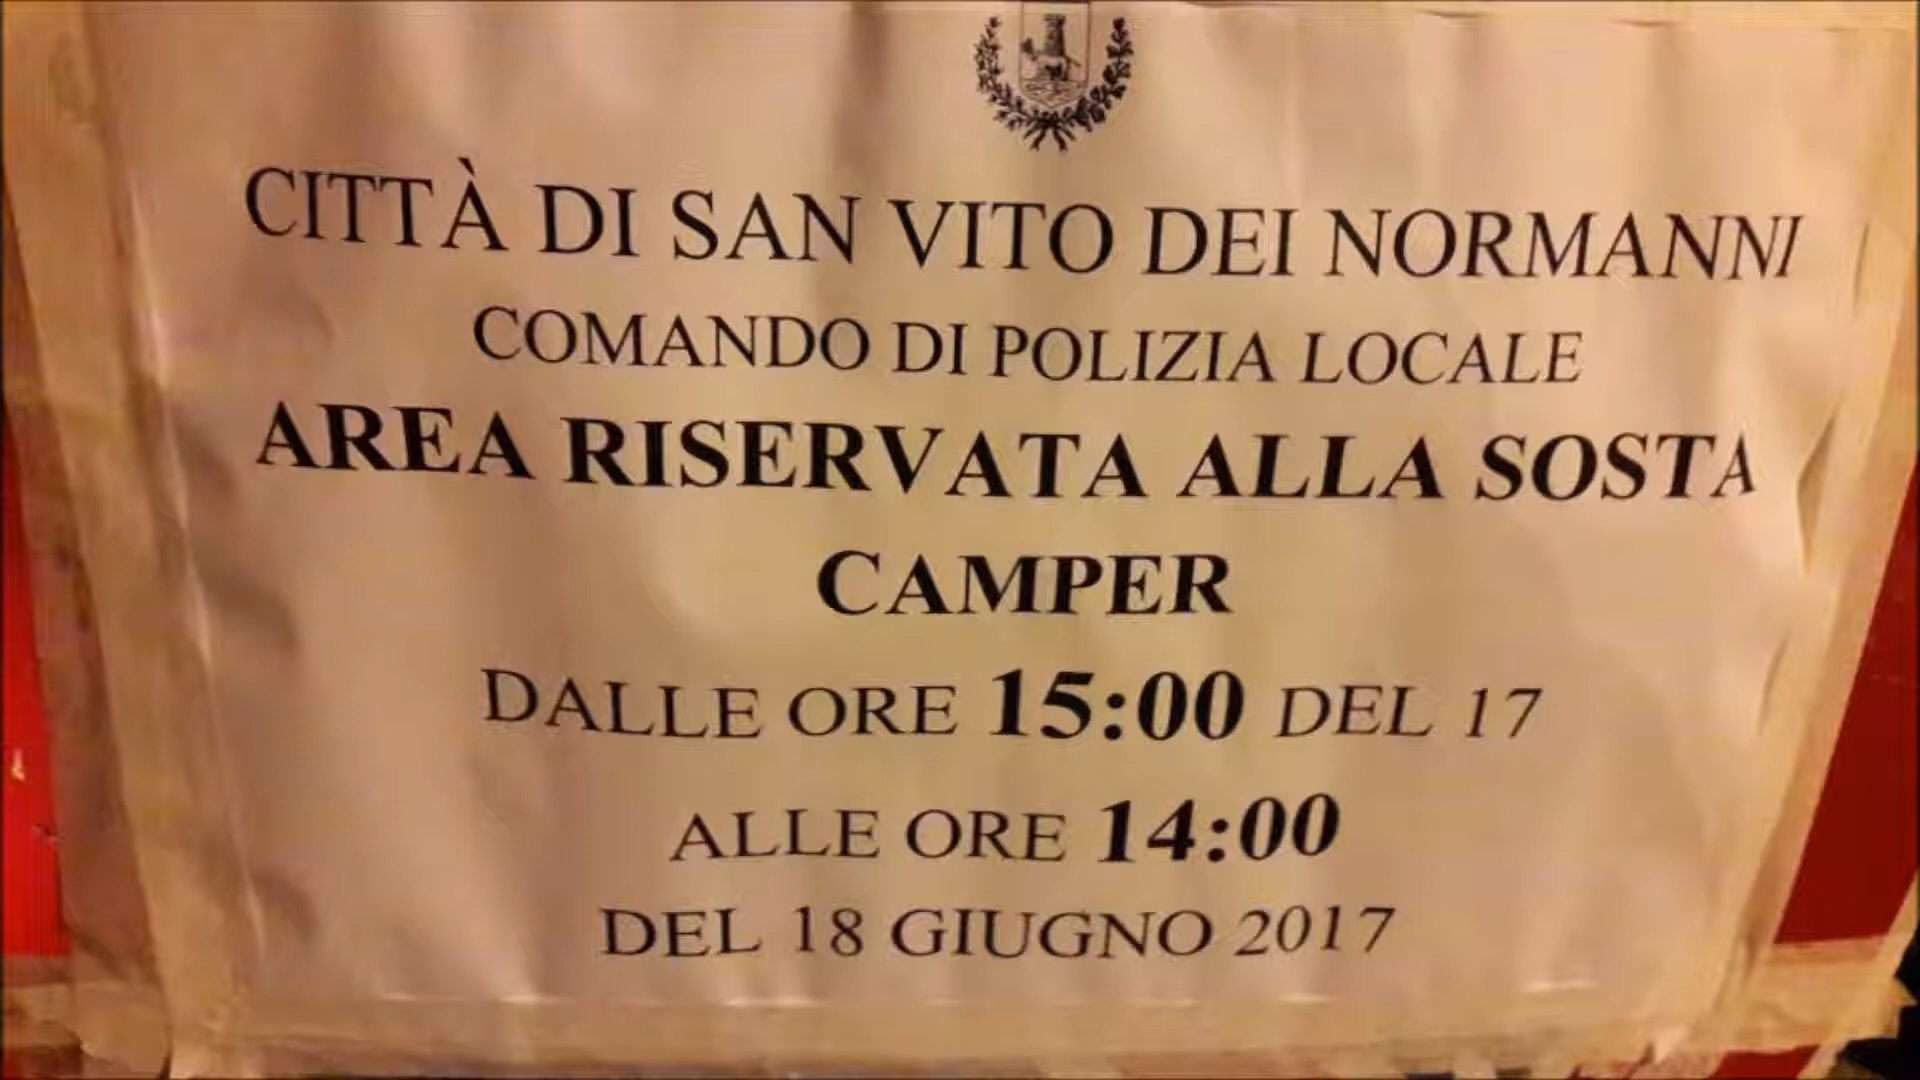 CITTÀ DI SAN VITO DEI NORMANNI
COMANDO DI POLIZIA LOCALE
AREA RISERVATA ALLA SOSTA
CAMPER
DALLE ORE 15:00 DEL 17
ALLE ORE 14:00
DEL 18 GIUGNO 2017